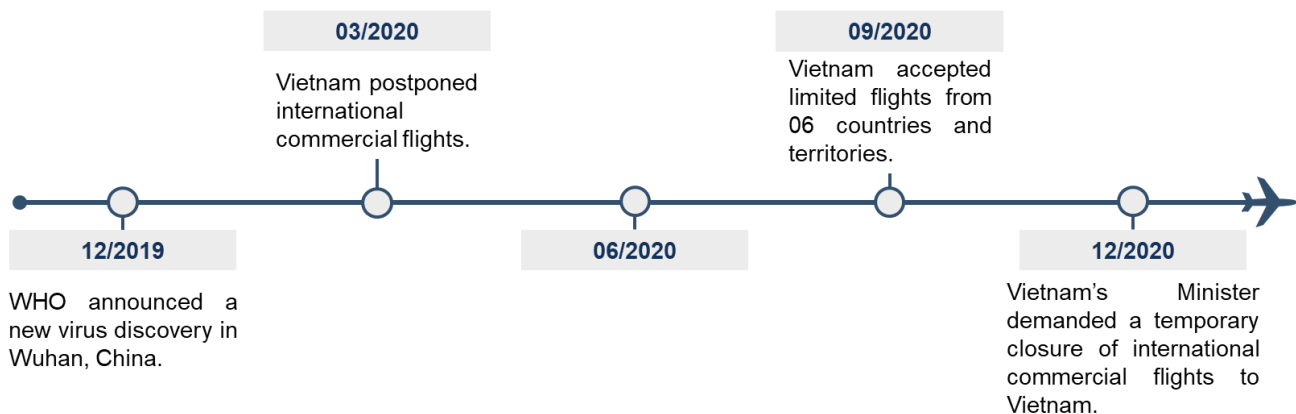 03/2020
Vietnam postponed
international
commercial flights.
09/2020
Vietnam accepted
limited flights from
06 countries and
territories.
12/2019
WHO announced a
new virus discovery in
Wuhan, China.
06/2020
12/2020
Vietnam’s Minister
demanded a temporary
closure of international
commercial flights to
Vietnam.